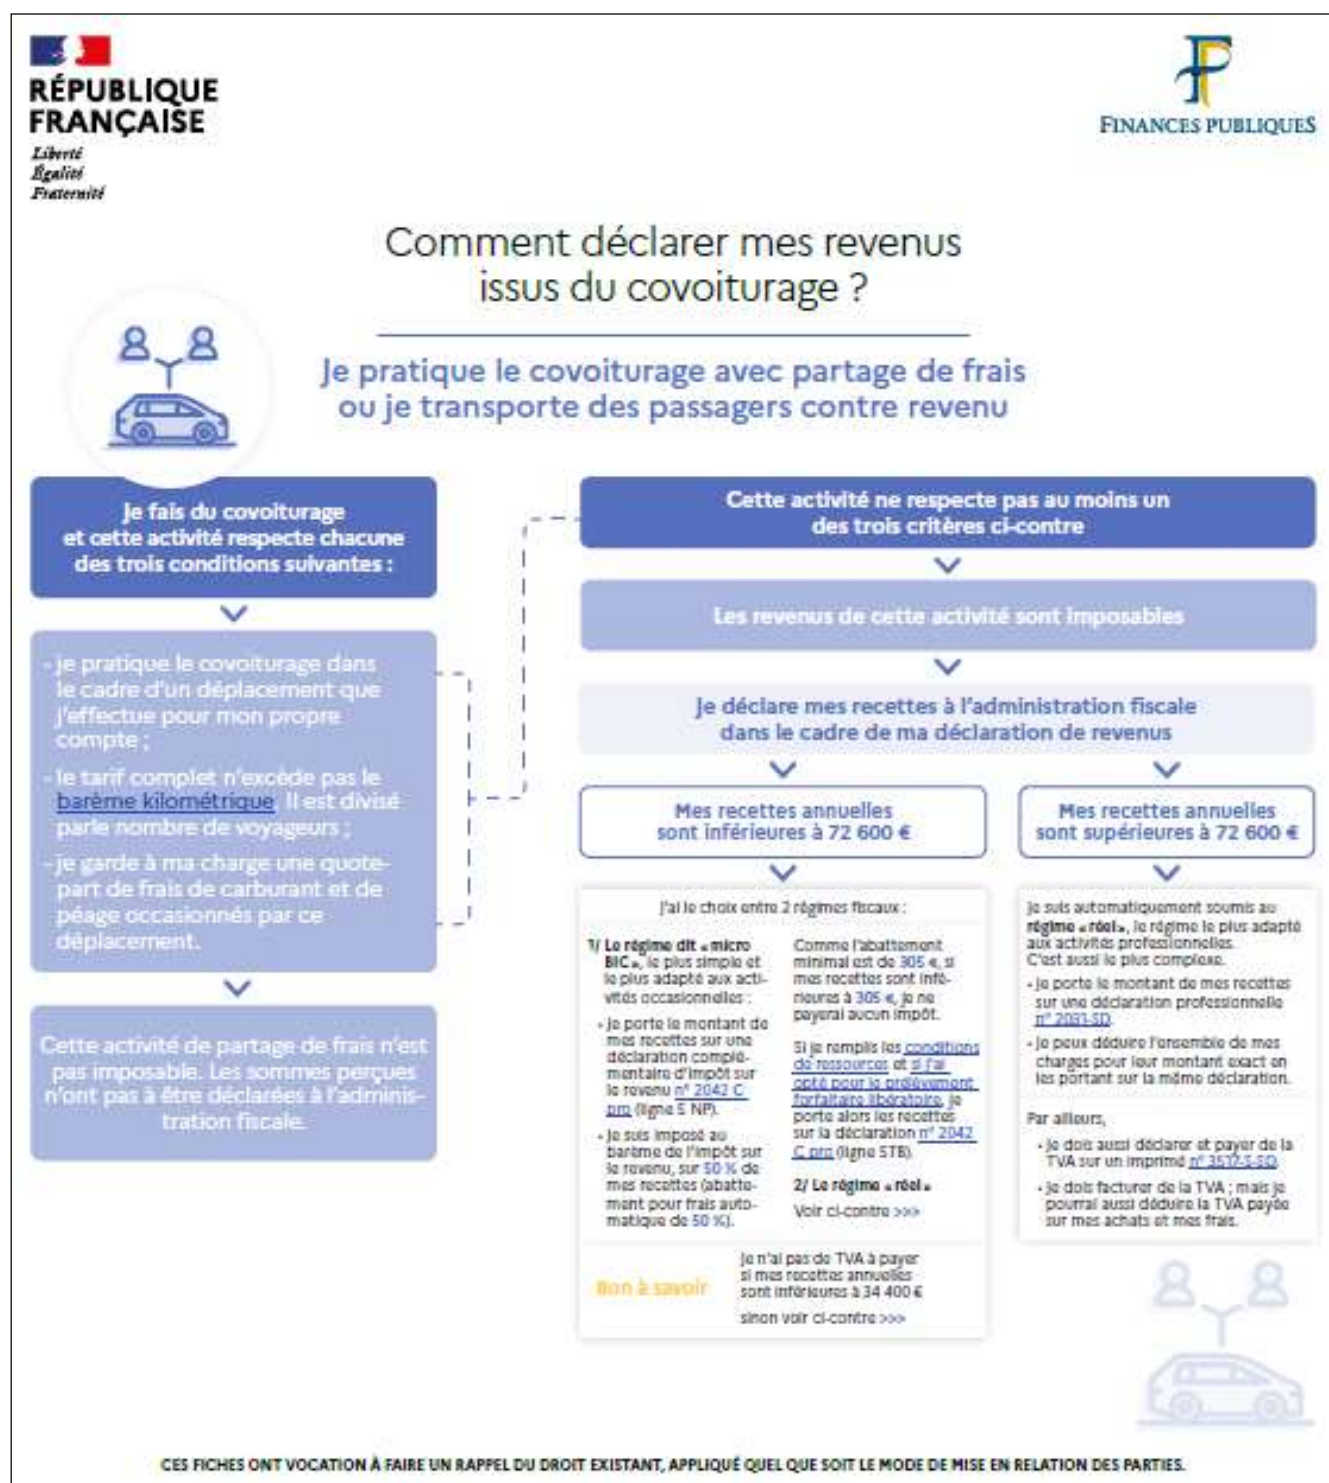 RÉPUBLIQUE
FRANÇAISE
Liberté
Égalité
Fraternité
FINANCES PUBLIQUES
Comment déclarer mes revenus
issus du covoiturage ?
Je pratique le covoiturage avec partage de frais
ou je transporte des passagers contre revenu
Je fais du covoiturage
et cette activité respecte chacune
des trois conditions suivantes :
- je pratique le covoiturage dans
le cadre d'un déplacement que
j'effectue pour mon propre
compte ;
- le tarif complet n'excède pas le
barème kilométrique. Il est divisé
par le nombre de voyageurs ;
- je garde à ma charge une quote-
part de frais de carburant et de
péage occasionnés par ce
déplacement.
Cette activité de partage de frais n'est
pas imposable. Les sommes perçues
n'ont pas à être déclarées à l'adminis-
tration fiscale.
Cette activité ne respecte pas au moins un
des trois critères ci-contre
Les revenus de cette activité sont imposables
Je déclare mes recettes à l'administration fiscale
dans le cadre de ma déclaration de revenus
Mes recettes annuelles
sont inférieures à 72 600 €
J'ai le choix entre 2 régimes fiscaux :
1/ Le régime dit « micro
BIC », le plus simple et
le plus adapté aux acti-
vités occasionnelles :
- Je porte le montant de
mes recettes sur une
déclaration complé-
mentaire d'impôt sur
le revenu n° 2042 C
pro (ligne 5 NP).
- Je suis imposé au
barème de l'impôt sur
le revenu, sur 50 % de
mes recettes (abatte-
ment pour frais auto-
matique de 50 %).
Comme l'abattement
minimal est de 305 €, si
mes recettes sont infé-
rieures à 305 €, je ne
payerai aucun impôt.
Si je remplis les conditions
de ressources et si j'ai
opté pour le prélèvement
forfaitaire libératoire, je
porte alors les recettes
sur la déclaration n° 2042
C pro (ligne 5TB).
2/ Le régime « réel »
Voir ci-contre >>>
Bon à savoir
Je n'ai pas de TVA à payer
si mes recettes annuelles
sont inférieures à 34 400 €
sinon voir ci-contre >>>
Mes recettes annuelles
sont supérieures à 72 600 €
Je suis automatiquement soumis au
régime « réel », le régime le plus adapté
aux activités professionnelles.
C'est aussi le plus complexe.
- Je porte le montant de mes recettes
sur une déclaration professionnelle
n° 2031-SD.
- Je peux déduire l'ensemble de mes
charges pour leur montant exact en
les portant sur la même déclaration.
Par ailleurs,
- Je dois aussi déclarer et payer de la
TVA sur un imprimé n° 3517-S-SD.
- Je dois facturer de la TVA ; mais je
pourrai aussi déduire la TVA payée
sur mes achats et mes frais.
CES FICHES ONT VOCATION À FAIRE UN RAPPEL DU DROIT EXISTANT, APPLIQUÉ QUEL QUE SOIT LE MODE DE MISE EN RELATION DES PARTIES.